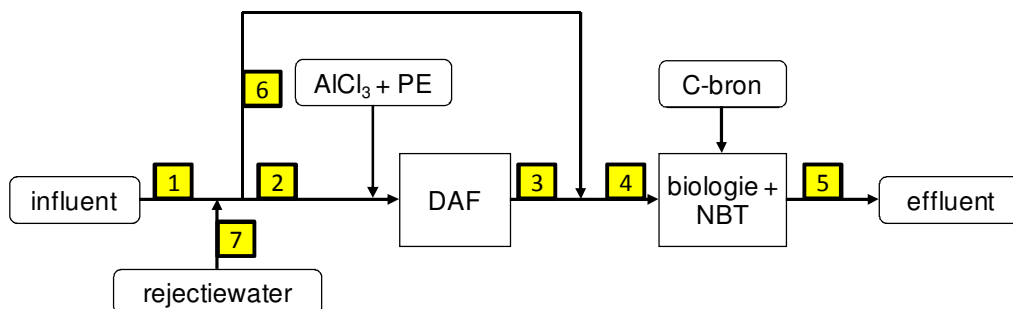 6
AlCl₃ + PE
C-bron
1
2
3
4
5
influent
DAF
biologie +
NBT
effluent
7
rejectiewater